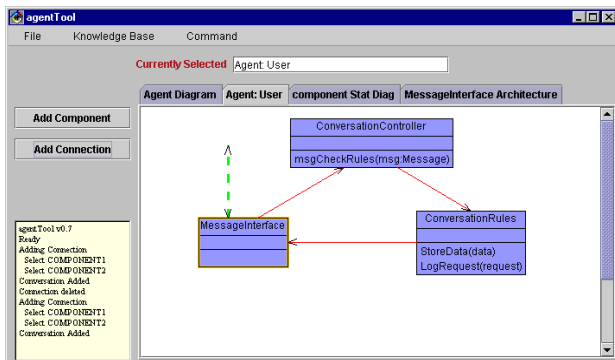 agentTool
File Knowledge Base Command
Currently Selected Agent: User
Agent Diagram Agent: User component Stat Diag MessageInterface Architecture
Add Component
Add Connection
ConversationController
msgCheckRules(msg:Message)
MessageInterface
ConversationRules
StoreData(data)
LogRequest(request)
agentTool v0.7
Ready
Adding Connection
Select COMPONENT1
Select COMPONENT2
Conversation Added
Connection deleted
Adding Connection
Select COMPONENT1
Select COMPONENT2
Conversation Added